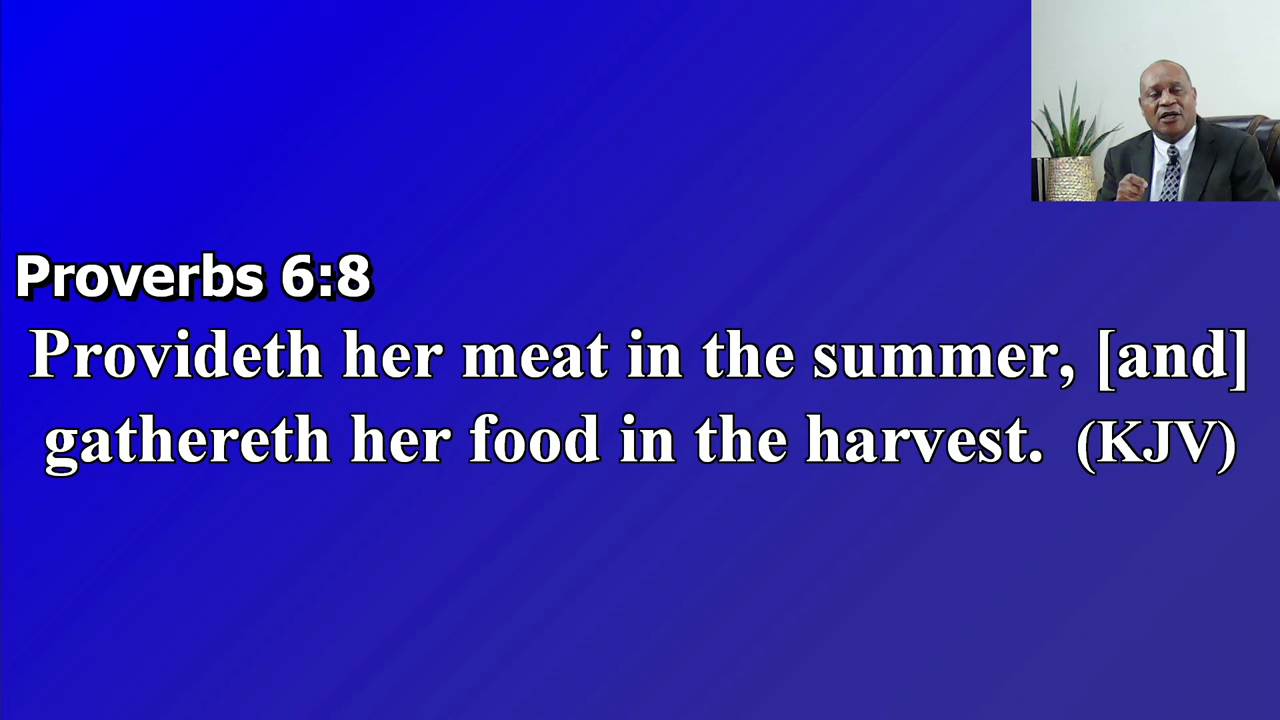 Proverbs 6:8
Provideth her meat in the summer, [and]
gathereth her food in the harvest. (KJV)